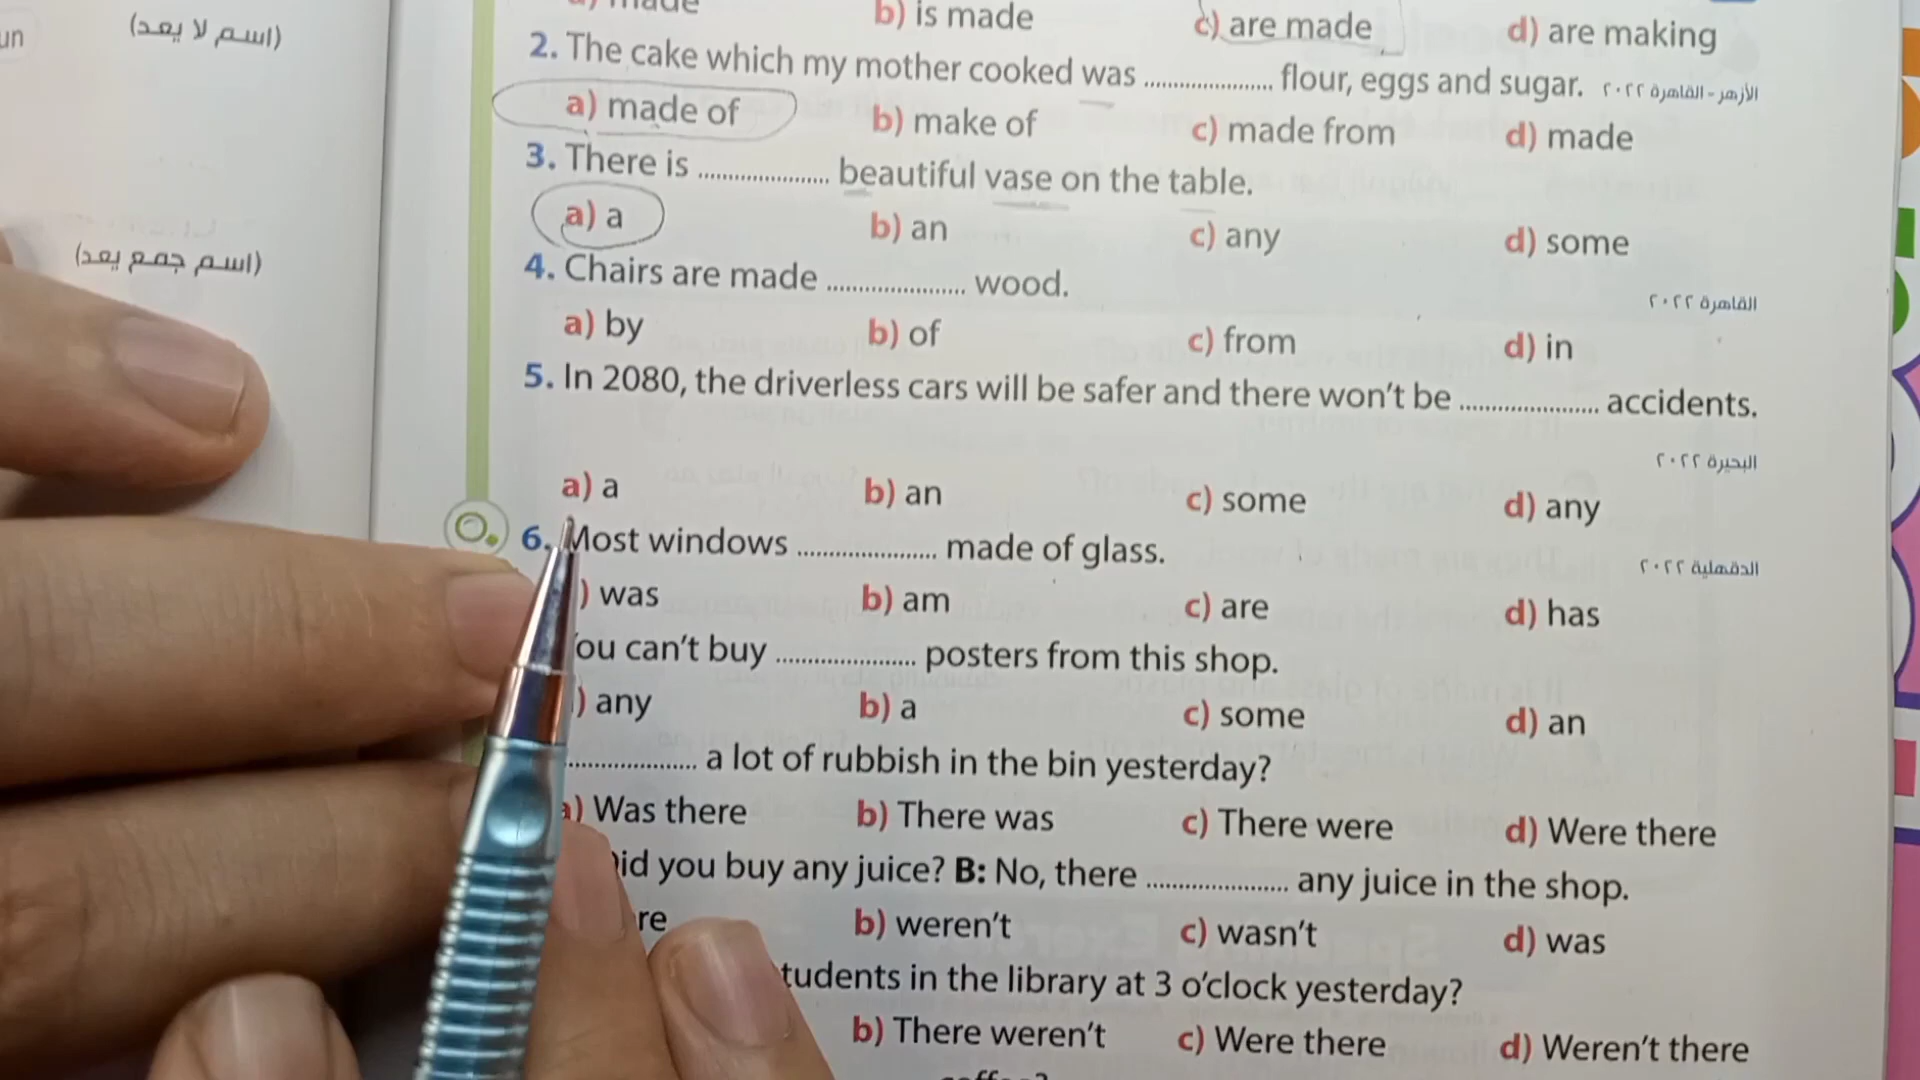 un
(اسم لا يعد)
(اسم جمع يعد)
a) made b) is made c) are made d) are making
2. The cake which my mother cooked was .................... flour, eggs and sugar. الأزهر - القاهرة ٢٠٢٢
a) made of b) make of c) made from d) made
3. There is .................... beautiful vase on the table.
a) a b) an c) any d) some
4. Chairs are made .................... wood. القاهرة ٢٠٢٢
a) by b) of c) from d) in
5. In 2080, the driverless cars will be safer and there won't be .................... accidents.
البحيرة ٢٠٢٢
a) a b) an c) some d) any
6. Most windows .................... made of glass. الدقهلية ٢٠٢٢
) was b) am c) are d) has
ou can't buy .................... posters from this shop.
) any b) a c) some d) an
.................... a lot of rubbish in the bin yesterday?
a) Was there b) There was c) There were d) Were there
id you buy any juice? B: No, there .................... any juice in the shop.
re b) weren't c) wasn't d) was
tudents in the library at 3 o'clock yesterday?
b) There weren't c) Were there d) Weren't there